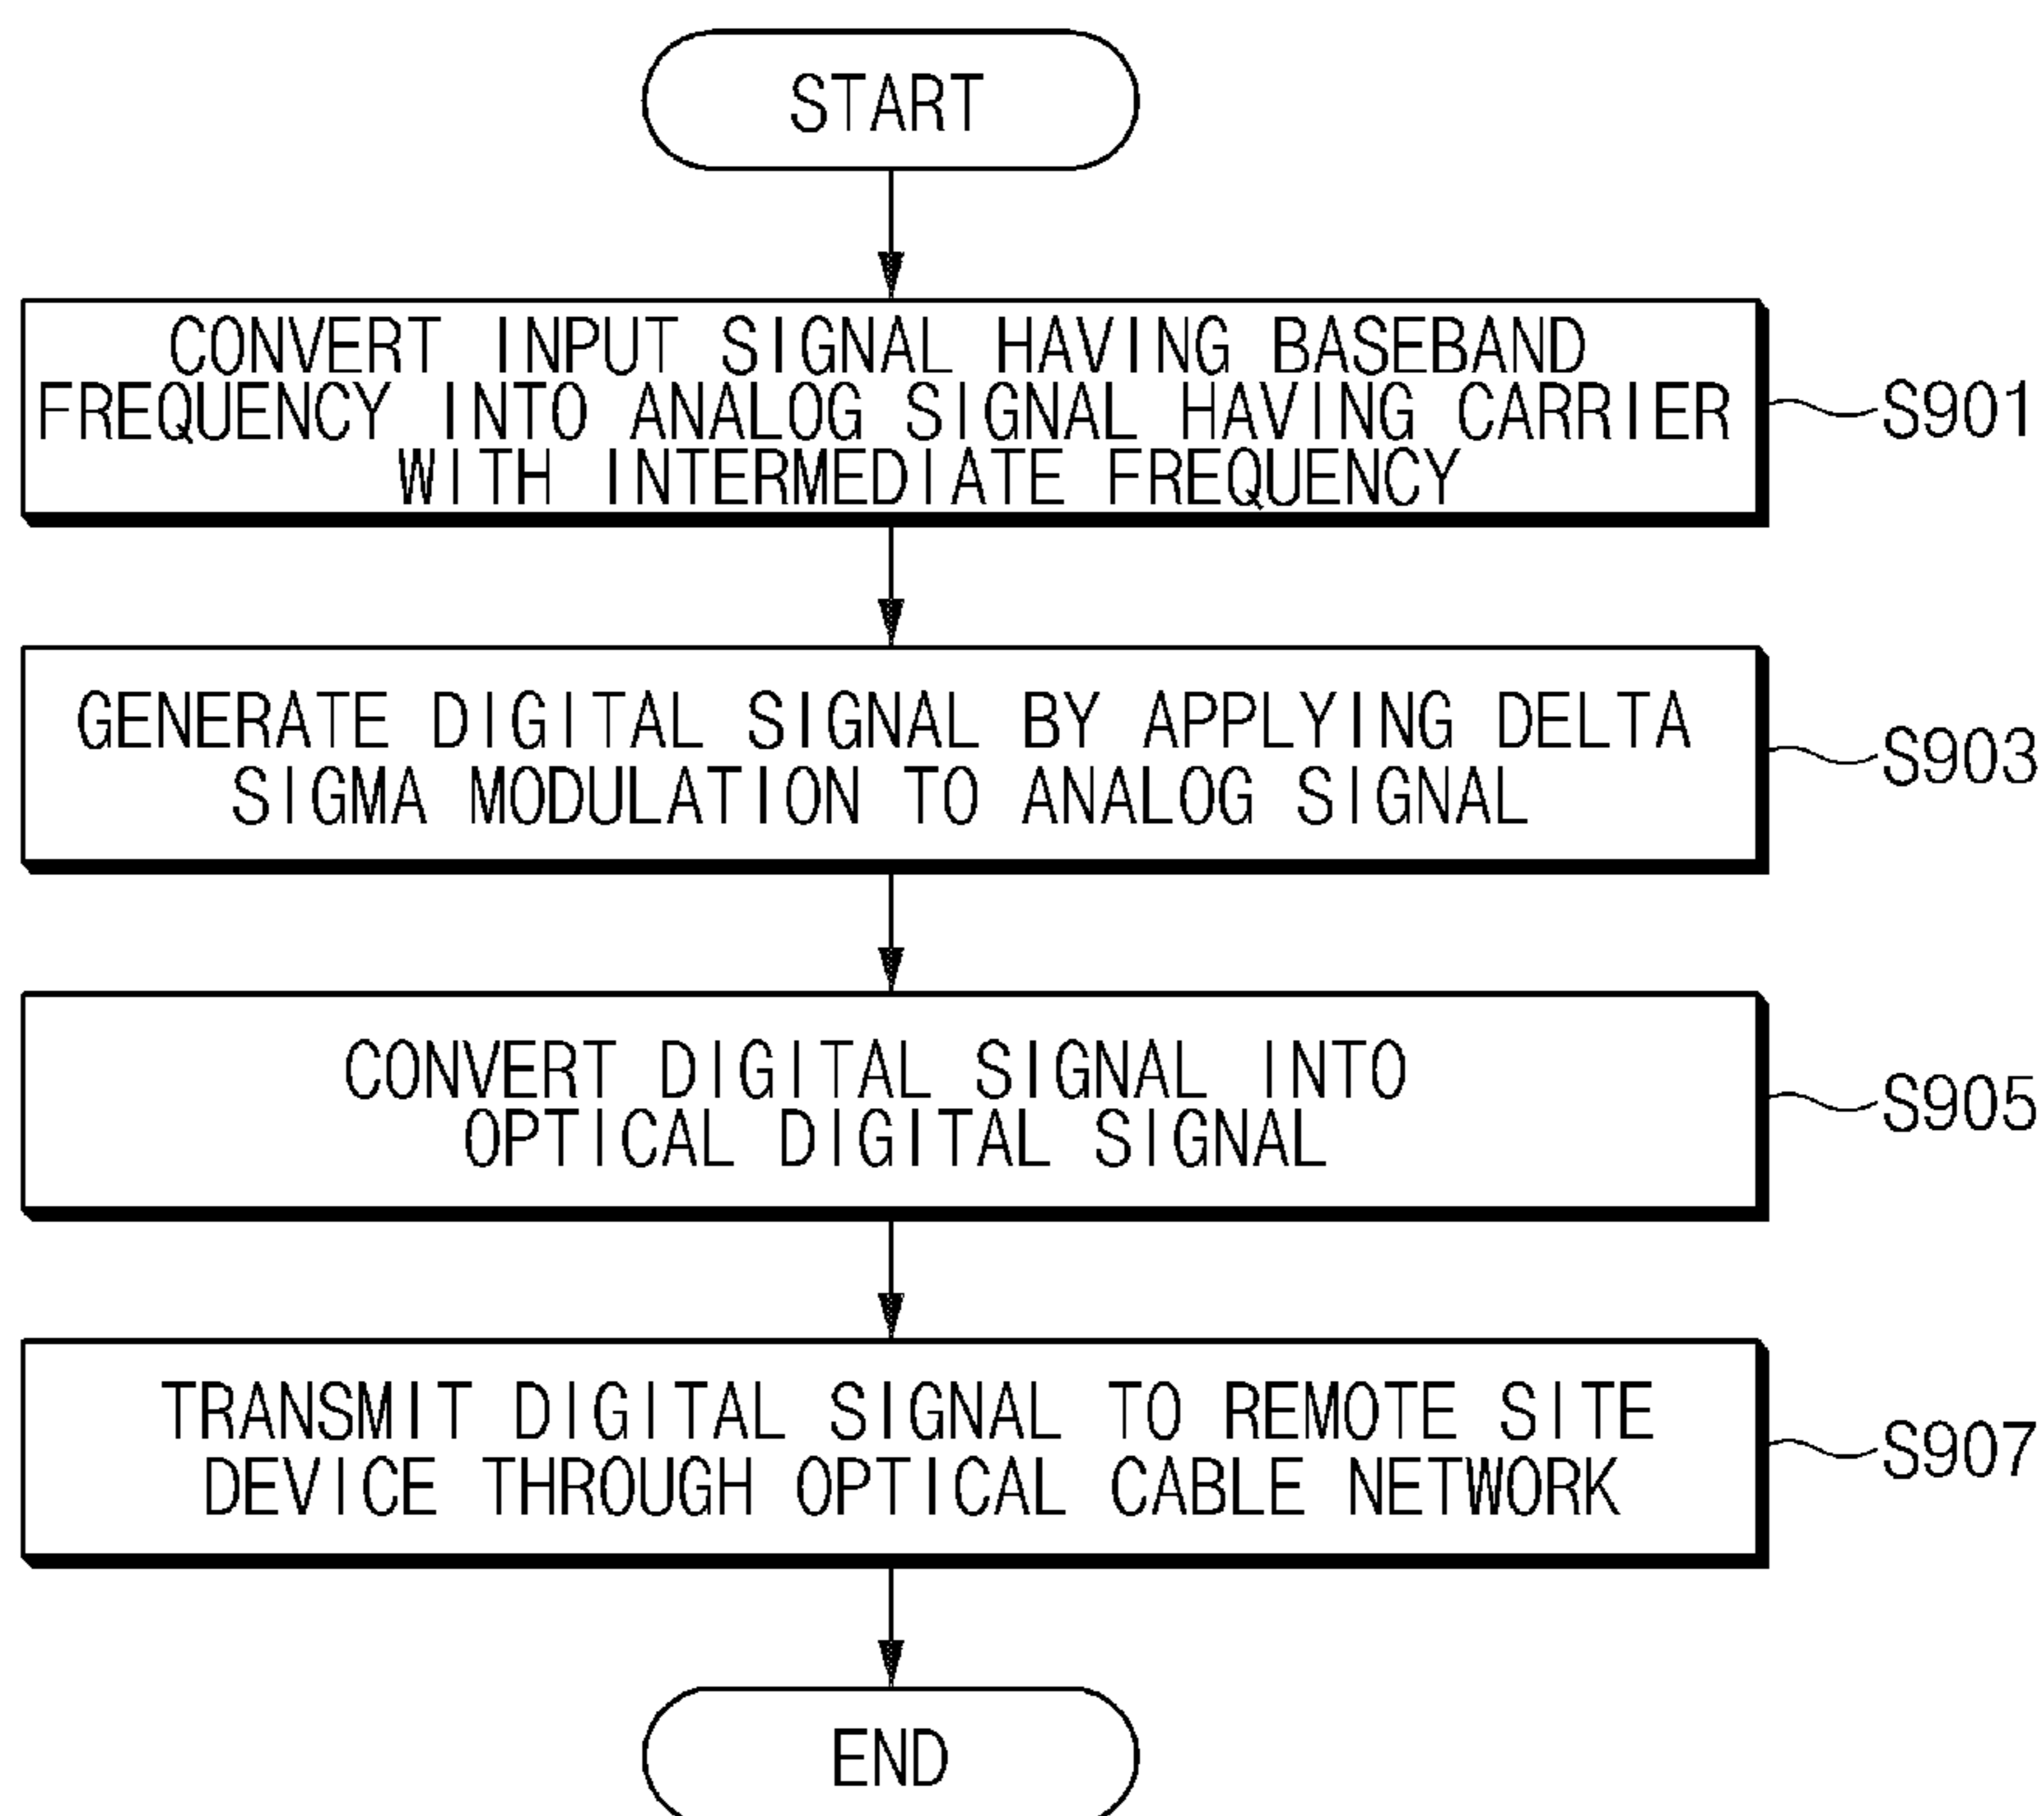 START
CONVERT INPUT SIGNAL HAVING BASEBAND
FREQUENCY INTO ANALOG SIGNAL HAVING CARRIER
WITH INTERMEDIATE FREQUENCY
S901
GENERATE DIGITAL SIGNAL BY APPLYING DELTA
SIGMA MODULATION TO ANALOG SIGNAL
S903
CONVERT DIGITAL SIGNAL INTO
OPTICAL DIGITAL SIGNAL
S905
TRANSMIT DIGITAL SIGNAL TO REMOTE SITE
DEVICE THROUGH OPTICAL CABLE NETWORK
S907
END